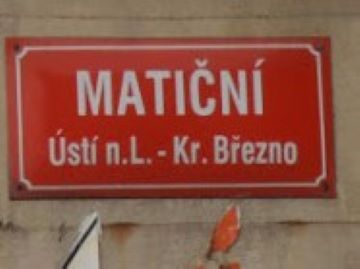 MATIČNÍ
Ústí n.L. - Kr. Březno